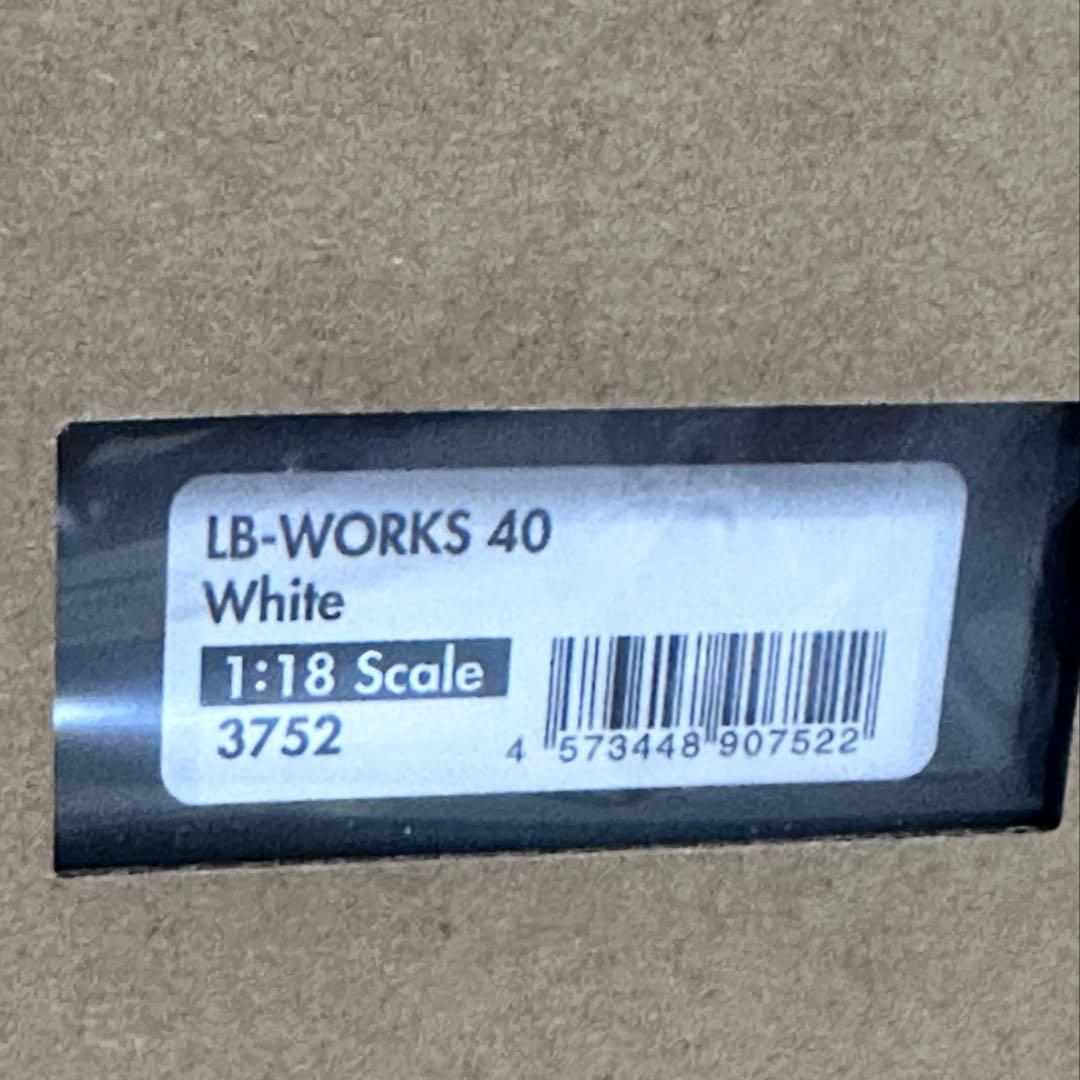 LB-WORKS 40
White
1:18 Scale
3752
4 573448 907522